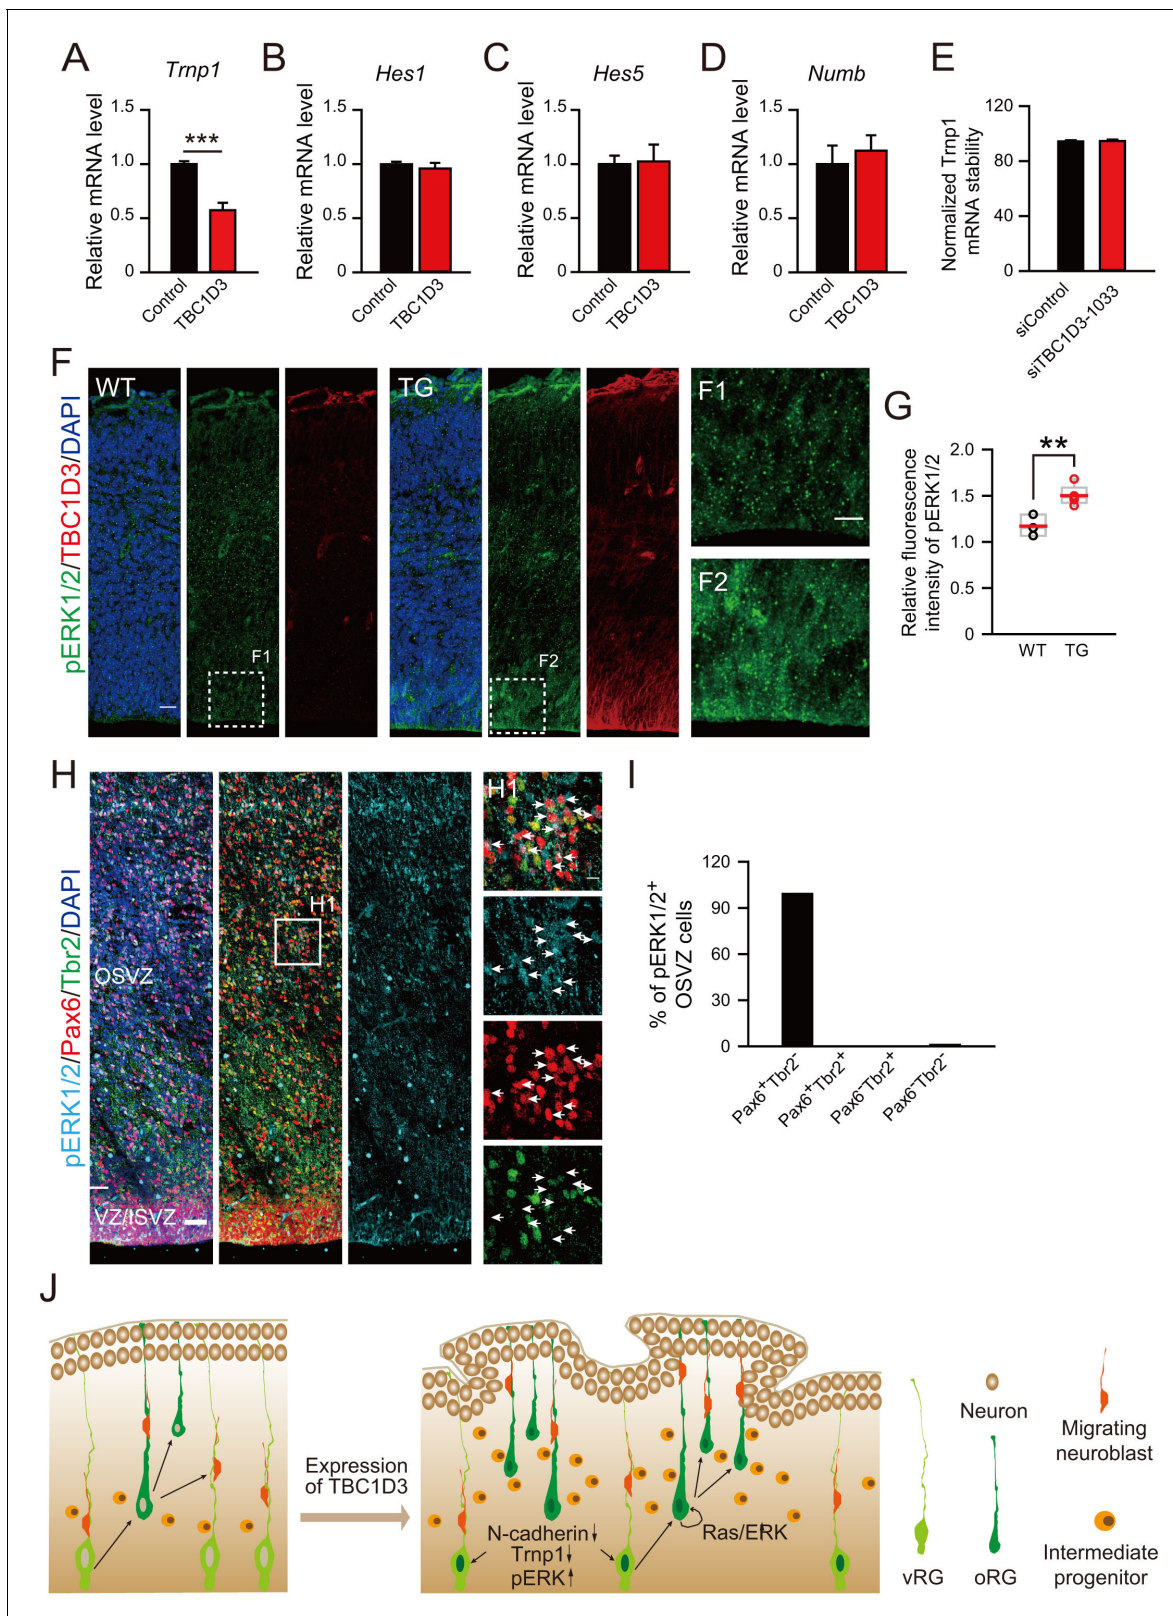 A
Trnp1
Relative mRNA level
1.5
1.0
0.5
0
***
Control
TBC1D3
B
Hes1
Relative mRNA level
1.5
1.0
0.5
0
Control
TBC1D3
C
Hes5
Relative mRNA level
1.5
1.0
0.5
0
Control
TBC1D3
D
Numb
Relative mRNA level
1.5
1.0
0.5
0
Control
TBC1D3
E
Normalized Trnp1
mRNA stability
120
80
40
0
siControl
siTBC1D3-1033
F
pERK1/2/TBC1D3/DAPI
WT
F1
TG
F2
F1
F2
G
Relative fluorescence
intensity of pERK1/2
2.0
1.5
1.0
0.5
0
**
WT
TG
H
pERK1/2/Pax6/Tbr2/DAPI
OSVZ
VZ/ISVZ
H1
H1
I
% of pERK1/2+
OSVZ cells
120
90
60
30
0
Pax6⁺Tbr2⁻
Pax6⁺Tbr2⁺
Pax6⁻Tbr2⁺
Pax6⁻Tbr2⁻
J
Expression
of TBC1D3
N-cadherin↓
Trnp1↓
pERK↑
Ras/ERK
Neuron
Migrating
neuroblast
vRG
oRG
Intermediate
progenitor